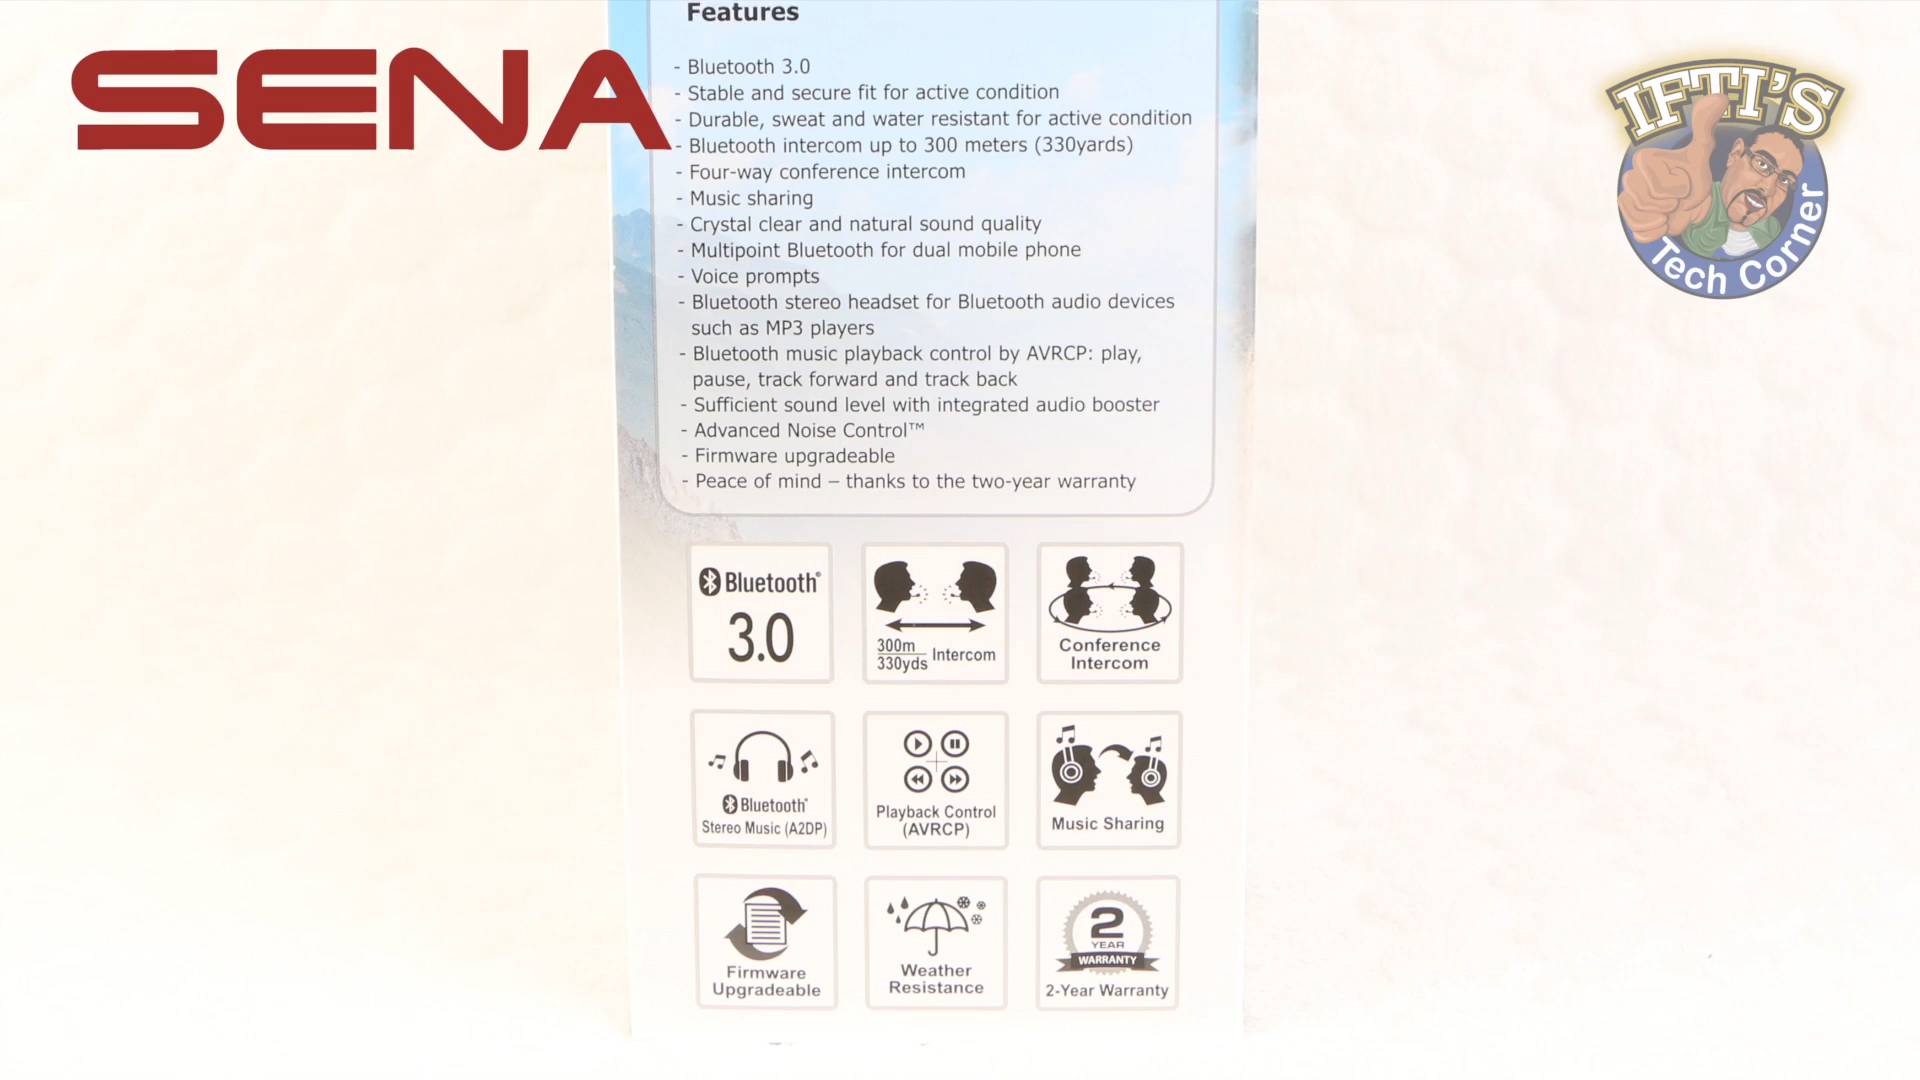 SENA
IFTI'S
Tech Corner
Features
- Bluetooth 3.0
- Stable and secure fit for active condition
- Durable, sweat and water resistant for active condition
- Bluetooth intercom up to 300 meters (330yards)
- Four-way conference intercom
- Music sharing
- Crystal clear and natural sound quality
- Multipoint Bluetooth for dual mobile phone
- Voice prompts
- Bluetooth stereo headset for Bluetooth audio devices
such as MP3 players
- Bluetooth music playback control by AVRCP: play,
pause, track forward and track back
- Sufficient sound level with integrated audio booster
- Advanced Noise Control™
- Firmware upgradeable
- Peace of mind – thanks to the two-year warranty
Bluetooth®
3.0
300m
330yds Intercom
Conference
Intercom
Bluetooth®
Stereo Music (A2DP)
Playback Control
(AVRCP)
Music Sharing
Firmware
Upgradeable
Weather
Resistance
2
YEAR
WARRANTY
2-Year Warranty